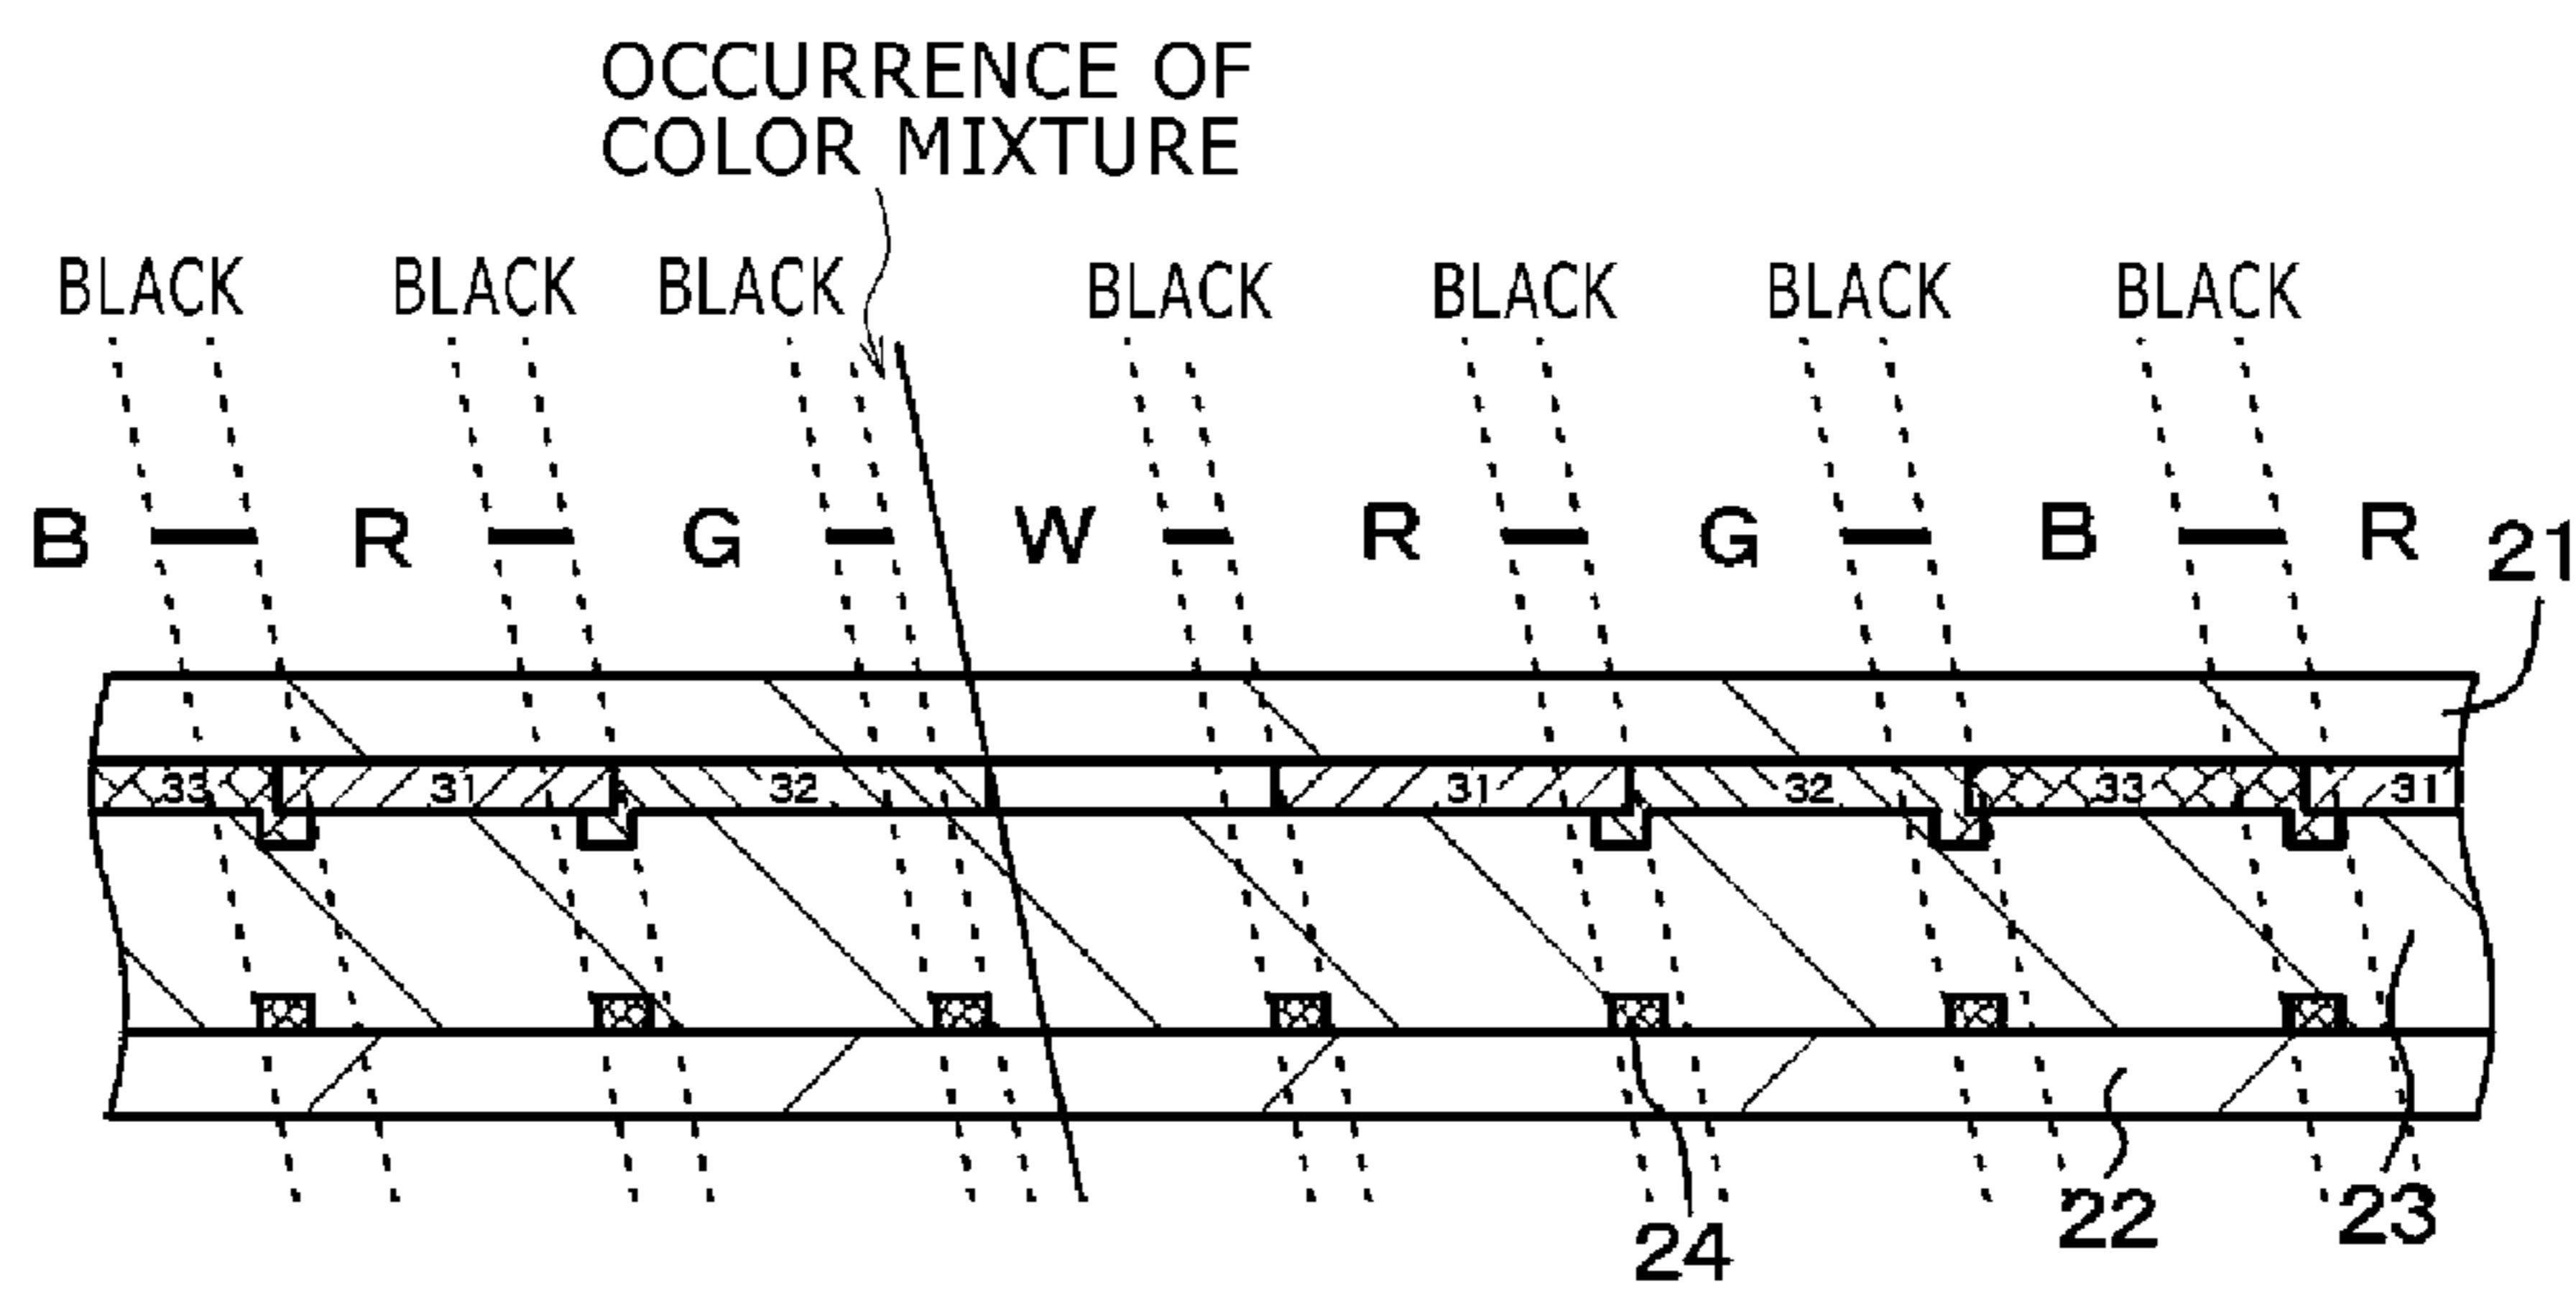 OCCURRENCE OF
COLOR MIXTURE
BLACK BLACK BLACK BLACK BLACK BLACK BLACK
B R G W R G B R
21
33 31 32 31 32 33 31
24 22 23